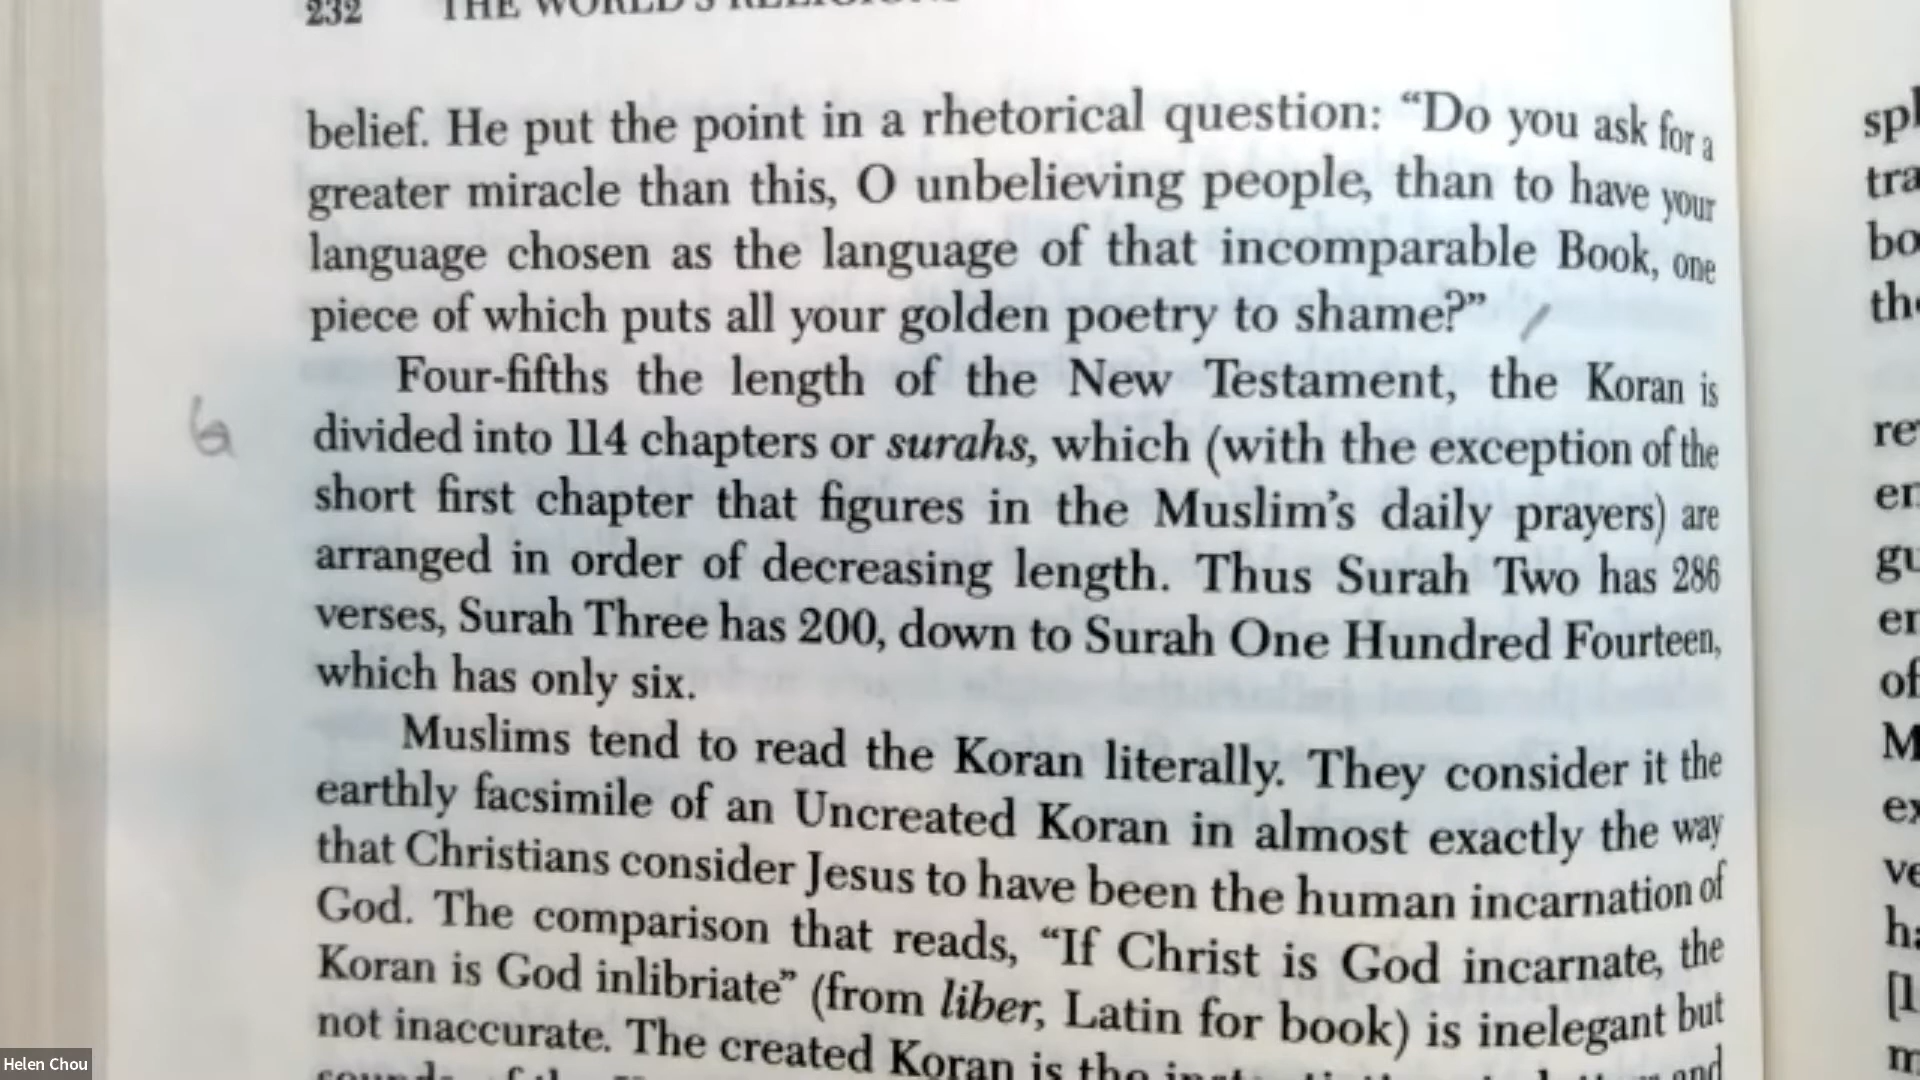 232 THE WORLD'S RELIGIONS
belief. He put the point in a rhetorical question: “Do you ask for a
greater miracle than this, O unbelieving people, than to have your
language chosen as the language of that incomparable Book, one
piece of which puts all your golden poetry to shame?”
Four-fifths the length of the New Testament, the Koran is
6 divided into 114 chapters or surahs, which (with the exception of the
short first chapter that figures in the Muslim’s daily prayers) are
arranged in order of decreasing length. Thus Surah Two has 286
verses, Surah Three has 200, down to Surah One Hundred Fourteen,
which has only six.
Muslims tend to read the Koran literally. They consider it the
earthly facsimile of an Uncreated Koran in almost exactly the way
that Christians consider Jesus to have been the human incarnation of
God. The comparison that reads, “If Christ is God incarnate, the
Koran is God inlibriate” (from liber, Latin for book) is inelegant but
not inaccurate. The created Koran is the
and
Helen Chou